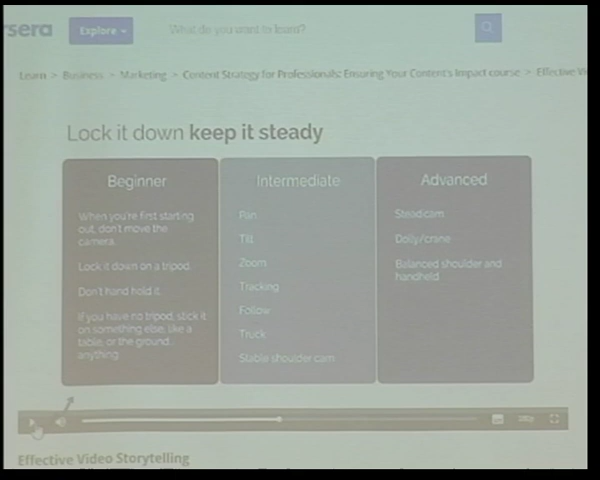 rsera Explore What do you want to learn?
Learn > Business > Marketing > Content Strategy for Professionals: Ensuring Your Content's Impact course > Effective Vi
Lock it down keep it steady
Beginner
When you're first starting
out, don't move the
camera.
Lock it down on a tripod.
Don't hand hold it.
If you have no tripod, stick it
on something else, like a
table, or the ground...
anything.
Intermediate
Pan
Tilt
Zoom
Tracking
Follow
Truck
Stable shoulder cam
Advanced
Steadicam
Dolly/crane
Balanced shoulder and
handheld
Effective Video Storytelling